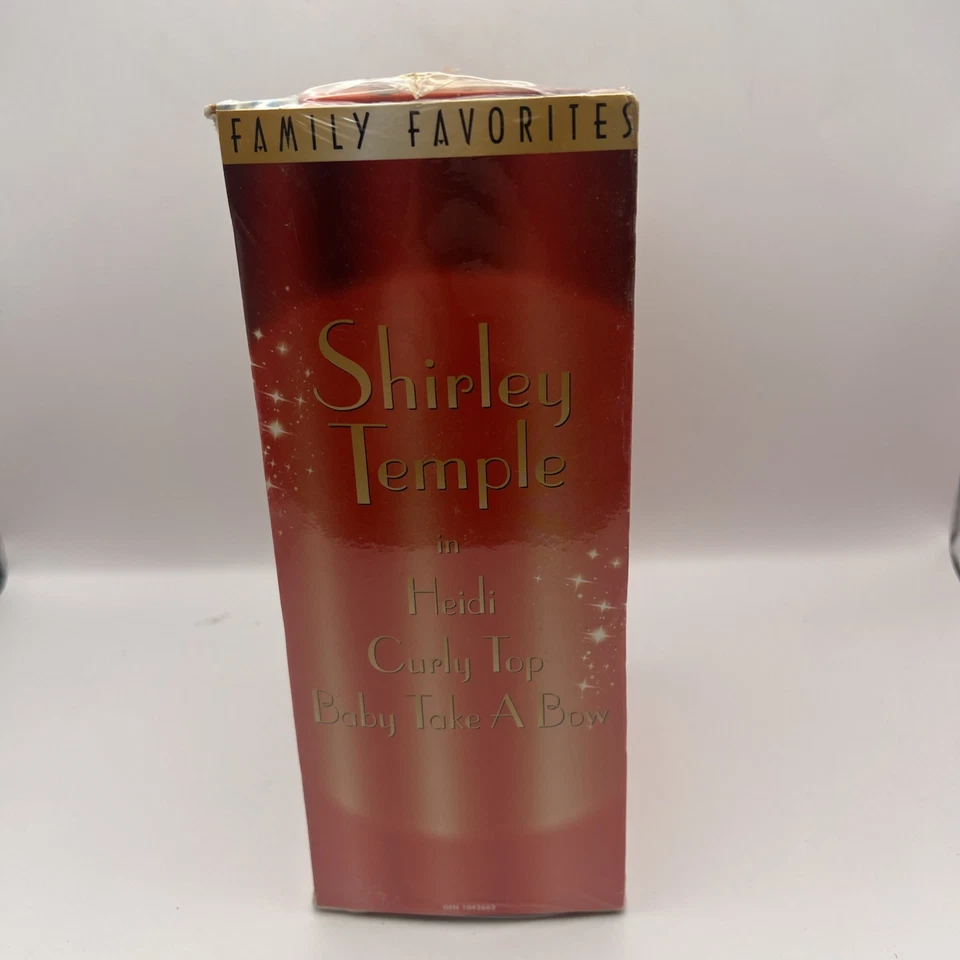 FAMILY FAVORITES
Shirley
Temple
in
Heidi
Curly Top
Baby Take A Bow